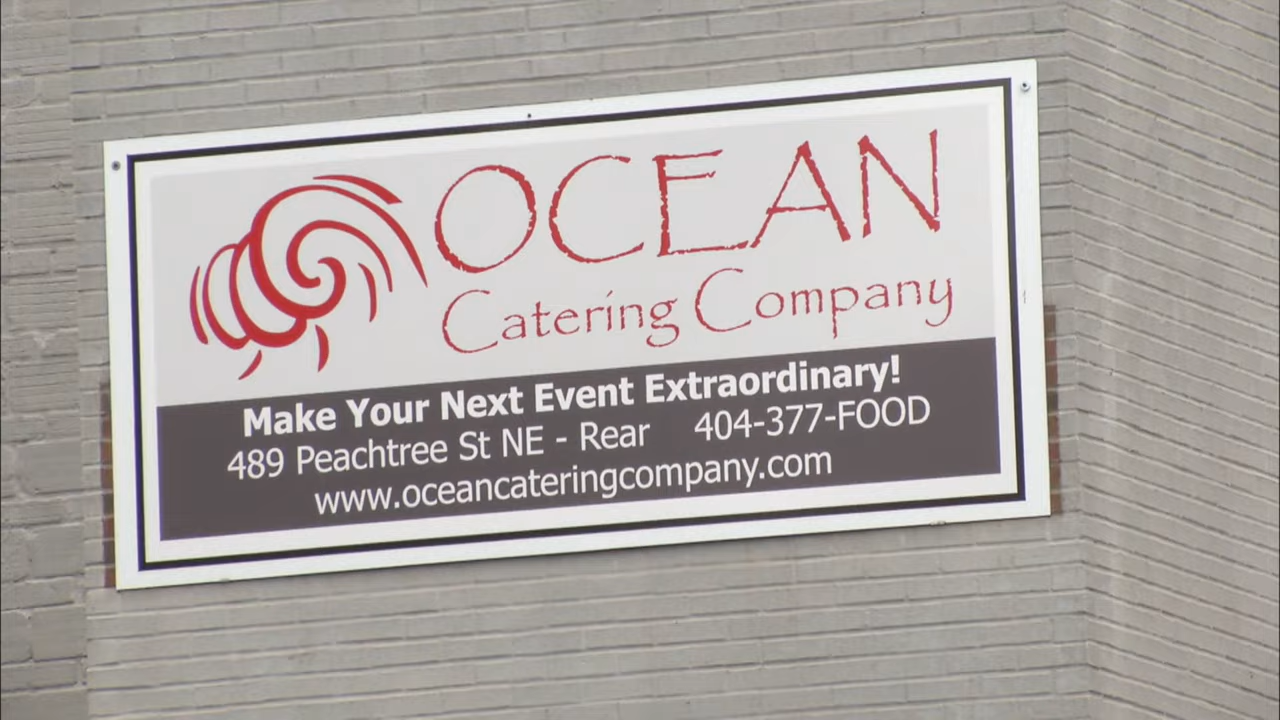 OCEAN
Catering Company
Make Your Next Event Extraordinary!
489 Peachtree St NE - Rear 404-377-FOOD
www.oceancateringcompany.com